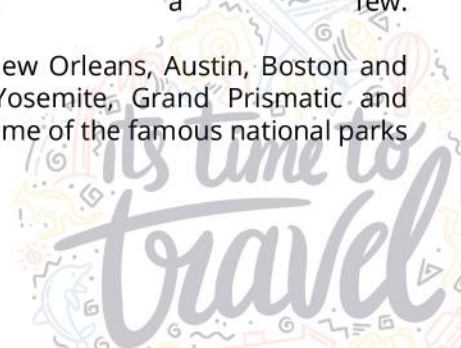 a few.
ew Orleans, Austin, Boston and
Yosemite, Grand Prismatic and
me of the famous national parks
its time to
travel